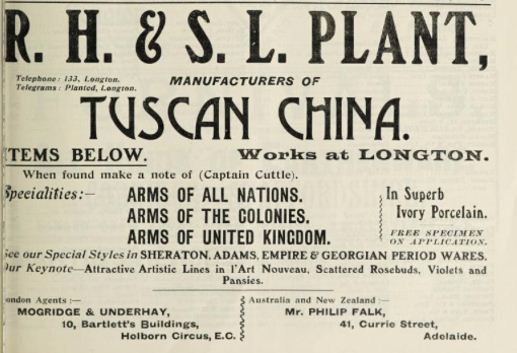 R. H. & S. L. PLANT,
Telephone: 133, Longton.
Telegrams: Planted, Longton.
MANUFACTURERS OF
TUSCAN CHINA.
ITEMS BELOW. Works at LONGTON.
When found make a note of (Captain Cuttle).
Specialities:— ARMS OF ALL NATIONS.
ARMS OF THE COLONIES.
ARMS OF UNITED KINGDOM.
In Superb
Ivory Porcelain.
FREE SPECIMEN
ON APPLICATION.
See our Special Styles in SHERATON, ADAMS, EMPIRE & GEORGIAN PERIOD WARES.
Our Keynote—Attractive Artistic Lines in l'Art Nouveau, Scattered Rosebuds, Violets and
Pansies.
London Agents:—
MOGRIDGE & UNDERHAY,
10, Bartlett's Buildings,
Holborn Circus, E.C.
Australia and New Zealand:—
Mr. PHILIP FALK,
41, Currie Street,
Adelaide.